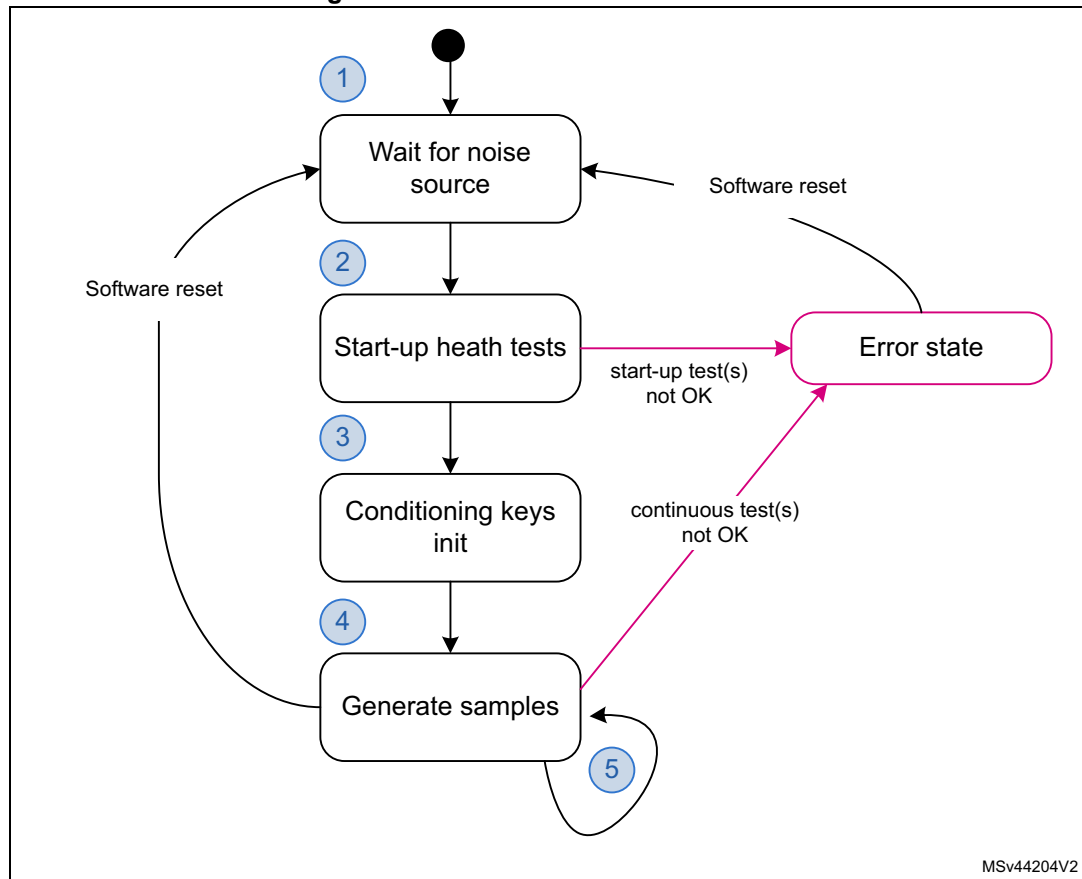 1
Wait for noise
source
Software reset
2
Software reset
Start-up heath tests
Error state
start-up test(s)
not OK
3
Conditioning keys
init
continuous test(s)
not OK
4
Generate samples
5
MSv44204V2